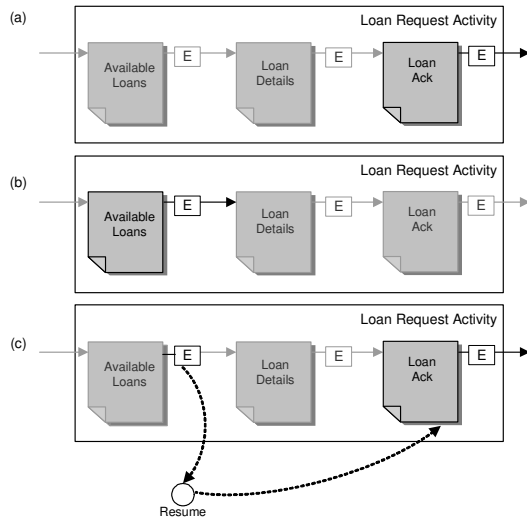 (a)
Loan Request Activity
Available
Loans
E
Loan
Details
E
Loan
Ack
E
(b)
Loan Request Activity
Available
Loans
E
Loan
Details
E
Loan
Ack
E
(c)
Loan Request Activity
Available
Loans
E
Loan
Details
E
Loan
Ack
E
Resume